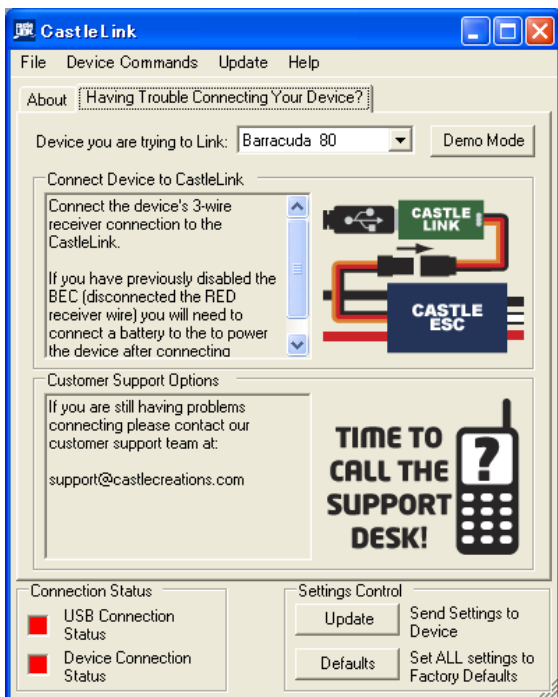 CastleLink
File Device Commands Update Help
About Having Trouble Connecting Your Device?
Device you are trying to Link: Barracuda 80 Demo Mode
Connect Device to CastleLink
Connect the device's 3-wire
receiver connection to the
CastleLink.
If you have previously disabled the
BEC (disconnected the RED
receiver wire) you will need to
connect a battery to the to power
the device after connecting
CASTLE
LINK
CASTLE
ESC
Customer Support Options
If you are still having problems
connecting please contact our
customer support team at:
support@castlecreations.com
TIME TO
CALL THE
SUPPORT
DESK!
?
Connection Status
USB Connection
Status
Device Connection
Status
Settings Control
Update Send Settings to
Device
Defaults Set ALL settings to
Factory Defaults